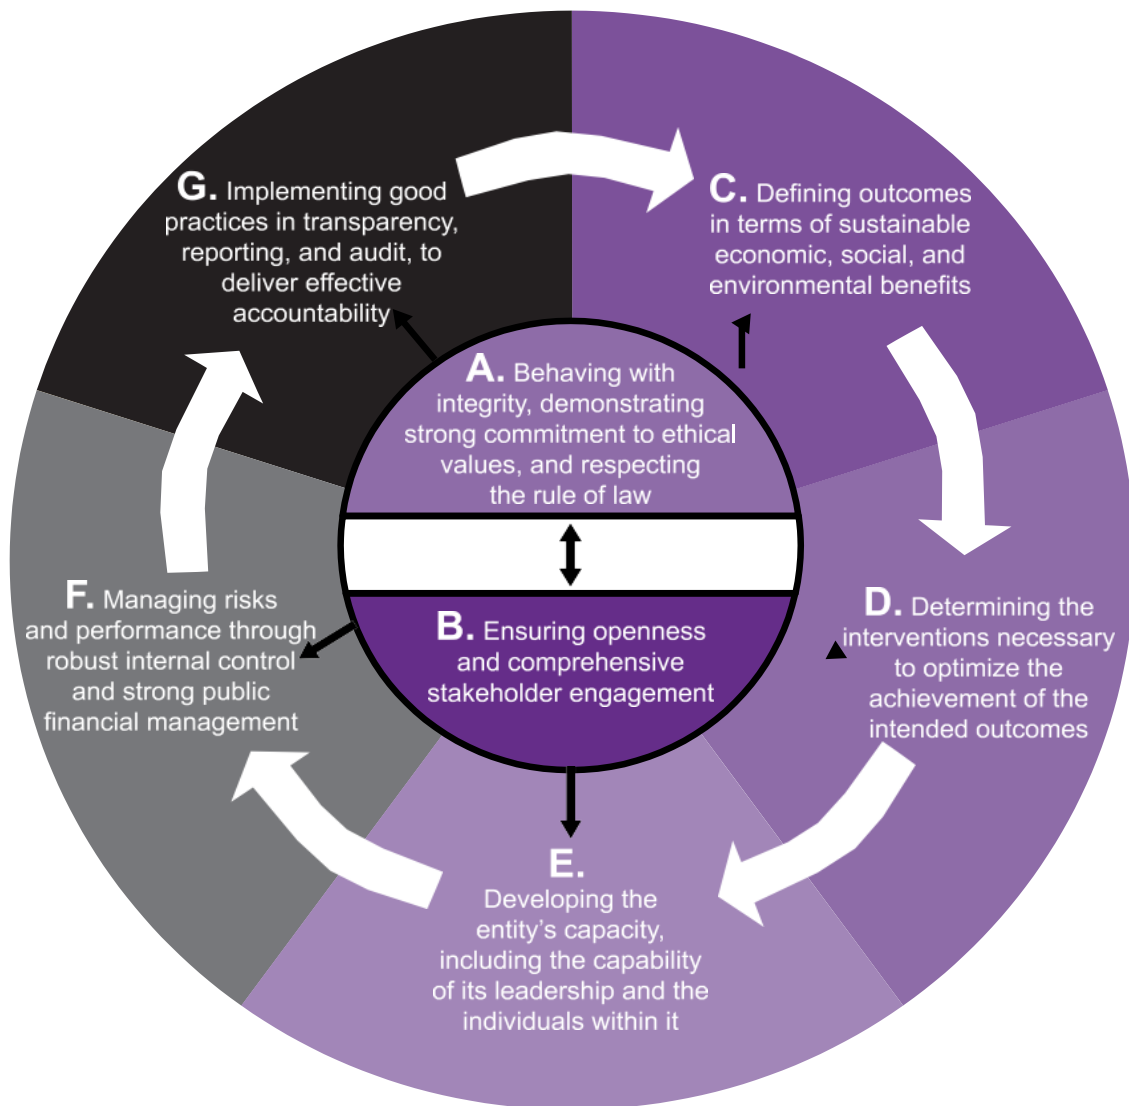 A. Behaving with
integrity, demonstrating
strong commitment to ethical
values, and respecting
the rule of law
B. Ensuring openness
and comprehensive
stakeholder engagement
C. Defining outcomes
in terms of sustainable
economic, social, and
environmental benefits
D. Determining the
interventions necessary
to optimize the
achievement of the
intended outcomes
E.
Developing the
entity’s capacity,
including the capability
of its leadership and the
individuals within it
F. Managing risks
and performance through
robust internal control
and strong public
financial management
G. Implementing good
practices in transparency,
reporting, and audit, to
deliver effective
accountability